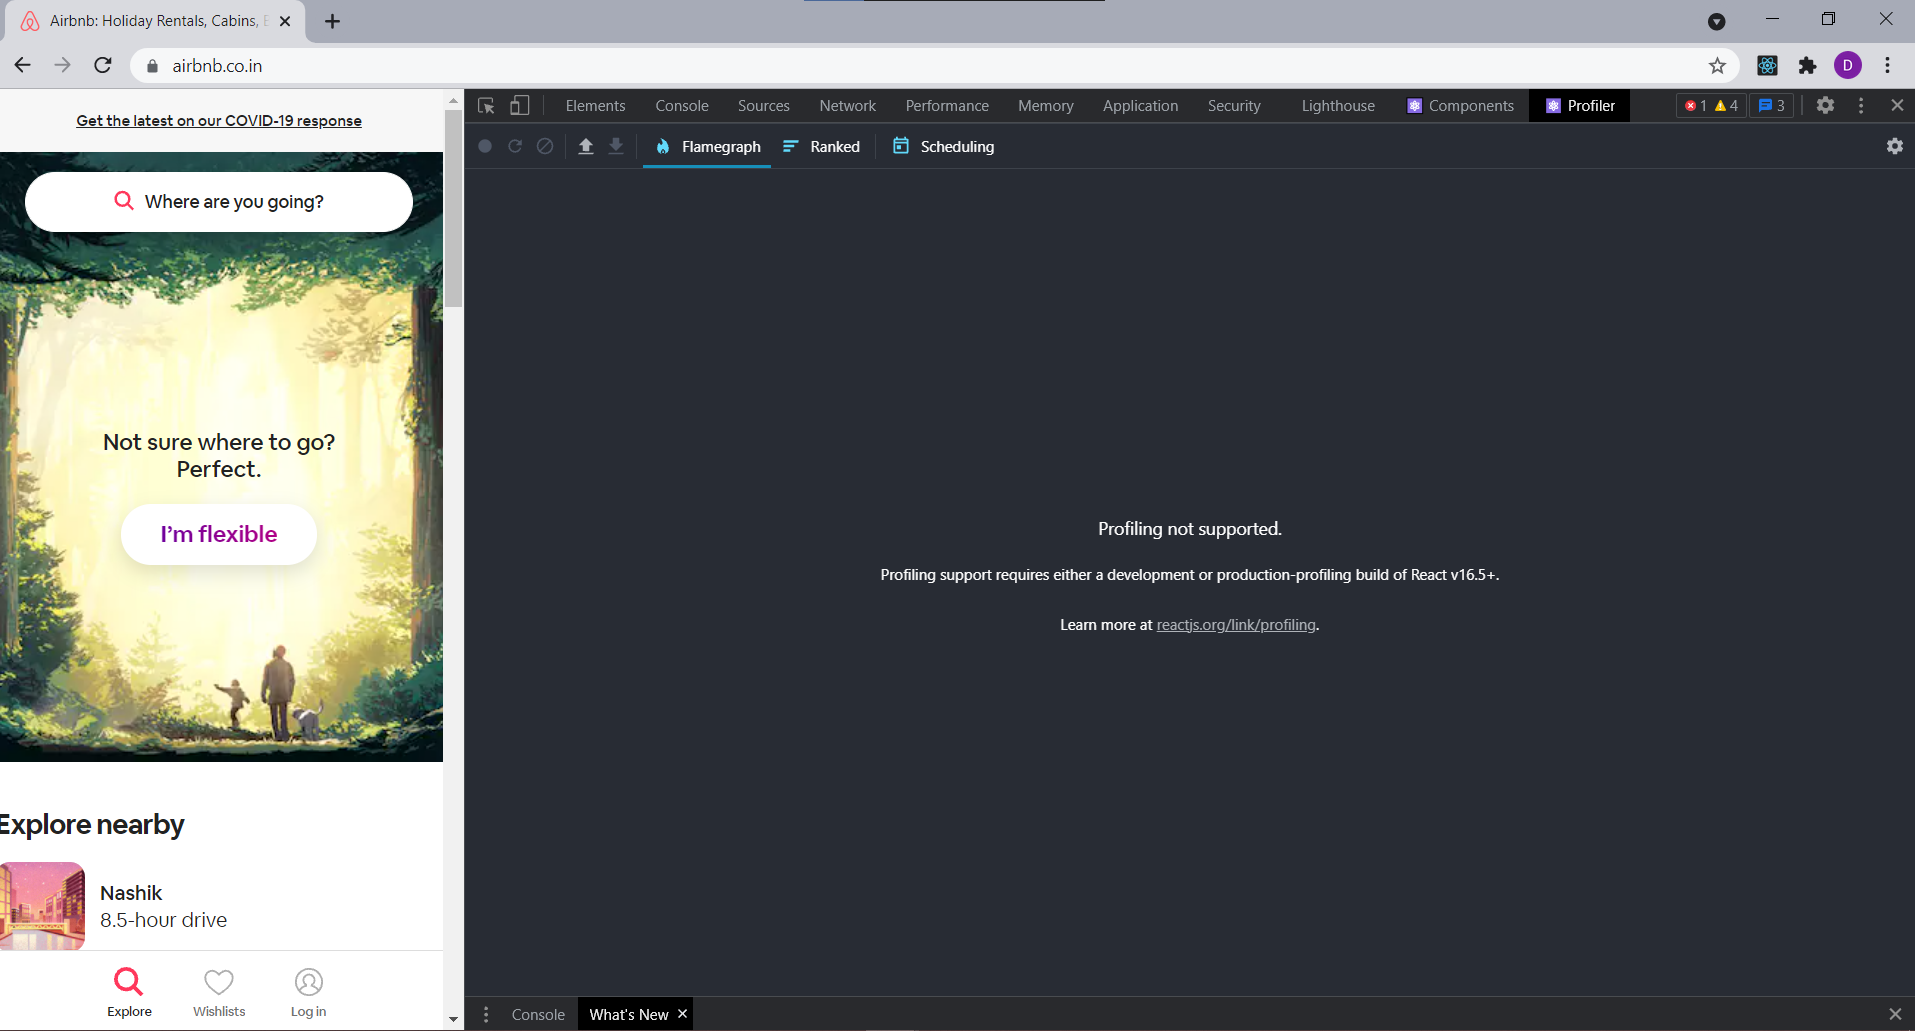 Airbnb: Holiday Rentals, Cabins,
airbnb.co.in
D
Get the latest on our COVID-19 response
Where are you going?
Not sure where to go?
Perfect.
I'm flexible
Explore nearby
Nashik
8.5-hour drive
Explore Wishlists Log in
Elements Console Sources Network Performance Memory Application Security Lighthouse Components Profiler 1 4 3
Flamegraph Ranked Scheduling
Profiling not supported.
Profiling support requires either a development or production-profiling build of React v16.5+.
Learn more at reactjs.org/link/profiling.
Console What's New